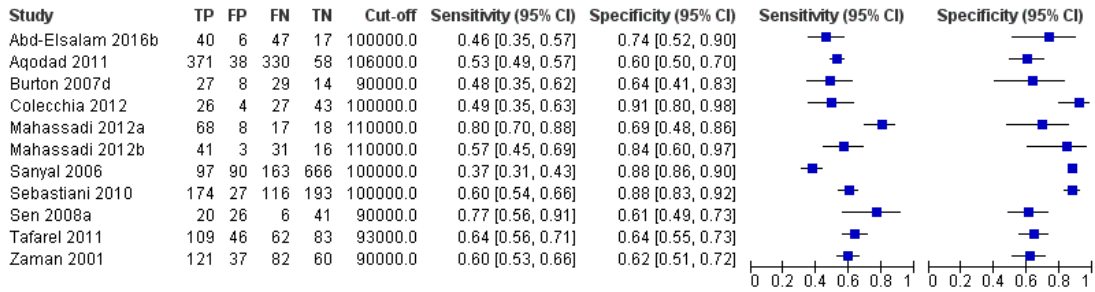 Study TP FP FN TN Cut-off Sensitivity (95% CI) Specificity (95% CI) Sensitivity (95% CI) Specificity (95% CI)
Abd-Elsalam 2016b 40 6 47 17 100000.0 0.46 [0.35, 0.57] 0.74 [0.52, 0.90]
Aqodad 2011 371 38 330 58 106000.0 0.53 [0.49, 0.57] 0.60 [0.50, 0.70]
Burton 2007d 27 8 29 14 90000.0 0.48 [0.35, 0.62] 0.64 [0.41, 0.83]
Colecchia 2012 26 4 27 43 100000.0 0.49 [0.35, 0.63] 0.91 [0.80, 0.98]
Mahassadi 2012a 68 8 17 18 110000.0 0.80 [0.70, 0.88] 0.69 [0.48, 0.86]
Mahassadi 2012b 41 3 31 16 110000.0 0.57 [0.45, 0.69] 0.84 [0.60, 0.97]
Sanyal 2006 97 90 163 666 100000.0 0.37 [0.31, 0.43] 0.88 [0.86, 0.90]
Sebastiani 2010 174 27 116 193 100000.0 0.60 [0.54, 0.66] 0.88 [0.83, 0.92]
Sen 2008a 20 26 6 41 90000.0 0.77 [0.56, 0.91] 0.61 [0.49, 0.73]
Tafarel 2011 109 46 62 83 93000.0 0.64 [0.56, 0.71] 0.64 [0.55, 0.73]
Zaman 2001 121 37 82 60 90000.0 0.60 [0.53, 0.66] 0.62 [0.51, 0.72]
0 0.2 0.4 0.6 0.8 1 0 0.2 0.4 0.6 0.8 1